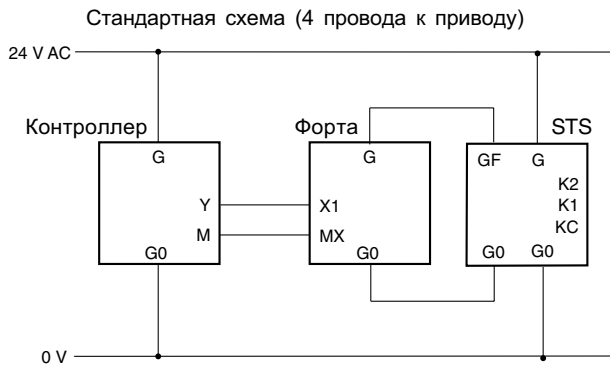 Стандартная схема (4 провода к приводу)
24 V AC
Контроллер
Форта
STS
G
G
GF G
K2
Y
X1
K1
M
MX
KC
G0
G0
G0 G0
0 V